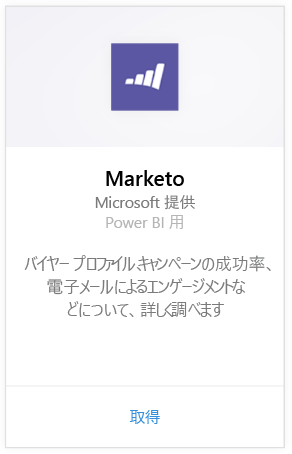 Marketo
Microsoft 提供
Power BI 用
バイヤー プロファイル、キャンペーンの成功率、
電子メールによるエンゲージメントな
どについて、詳しく調べます
取得